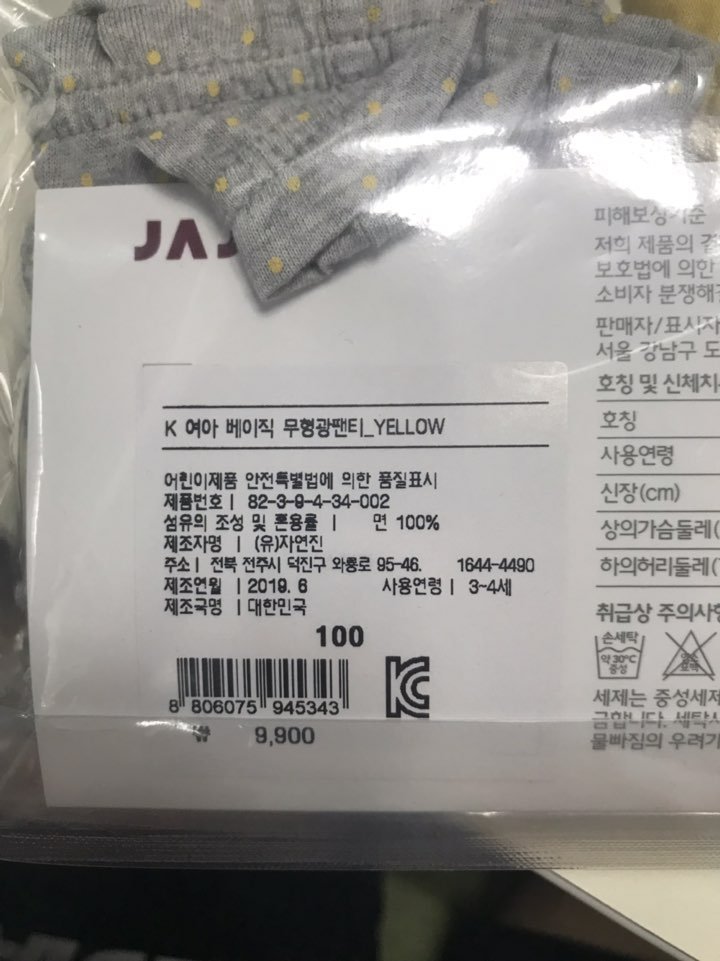 JAJ
K 여아 베이직 무형광팬티_YELLOW
어린이제품 안전특별법에 의한 품질표시
제품번호 | 82-3-9-4-34-002
섬유의 조성 및 혼용률 | 면 100%
제조자명 | (유)자연진
주소 | 전북 전주시 덕진구 와룡로 95-46. 1644-4490
제조연월 | 2019. 6 사용연령 | 3~4세
제조국명 | 대한민국
100
8 806075 945343
₩ 9,900
피해보상기준
저희 제품의 결
보호법에 의한
소비자 분쟁해
판매자/표시자
서울 강남구 도
호칭 및 신체치
호칭
사용연령
신장(cm)
상의가슴둘레(
하의허리둘레(
취급상 주의사항
손세탁
약 30°C
중성
세제는 중성세제
금합니다. 세탁시
물빠짐의 우려가